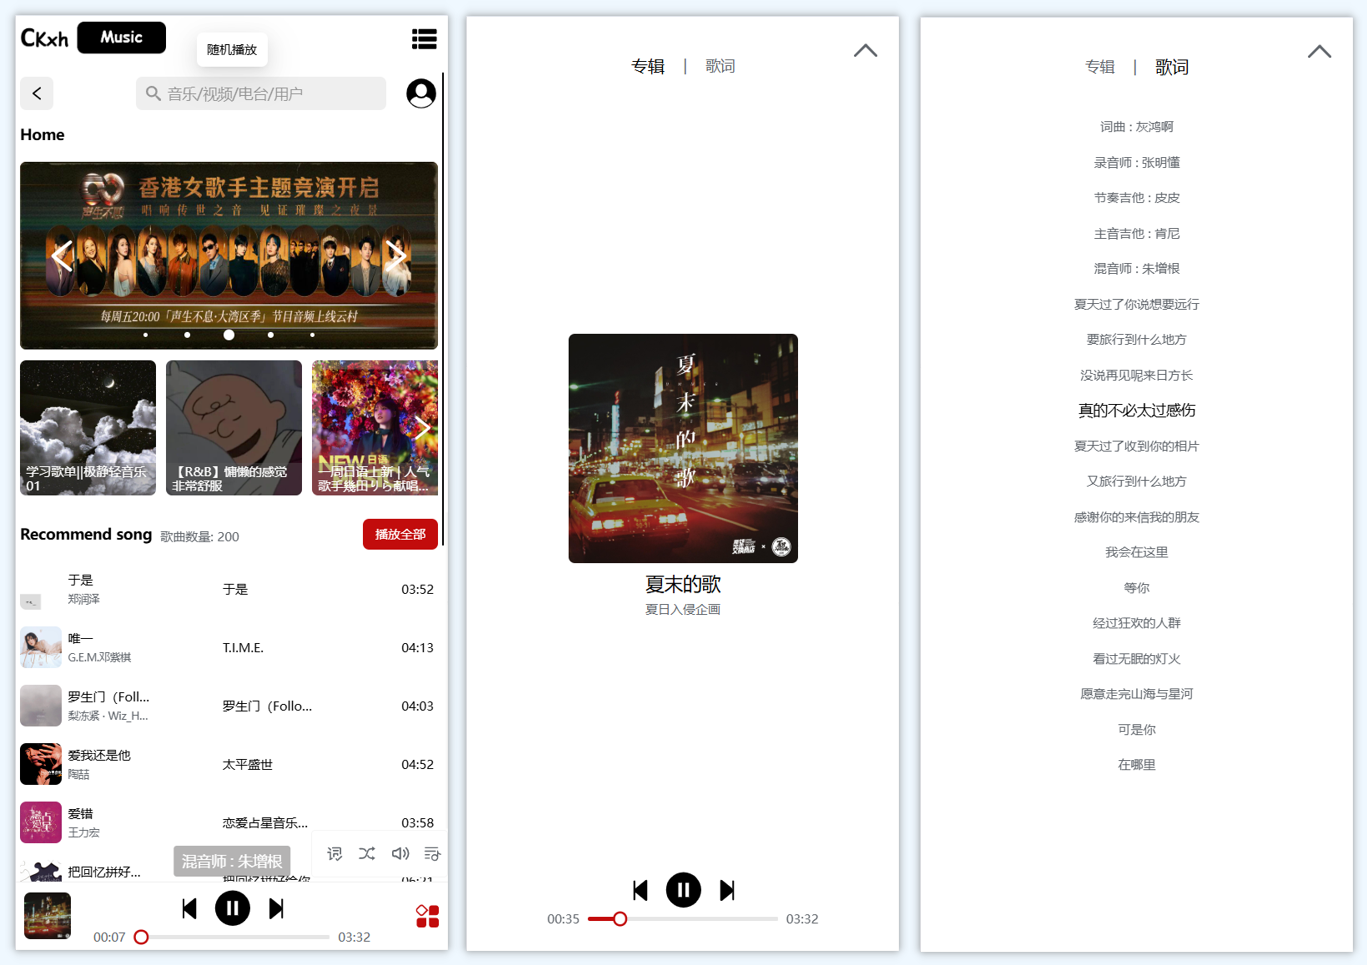 CKxh
Music
随机播放
音乐/视频/电台/用户
Home
声生不息
香港女歌手主题竞演开启
唱响传世之音 见证璀璨之夜景
每周五20:00「声生不息·大湾区季」节目音频上线云村
学习歌单||极静轻音乐
01
【R&B】慵懒的感觉
非常舒服
NEW 日语
一周日语上新 | 人气
歌手幾田りら献唱...
Recommend song 歌曲数量: 200
播放全部
于是
郑润泽
于是
03:52
唯一
G.E.M.邓紫棋
T.I.M.E.
04:13
罗生门（Foll...
梨冻紧 · Wiz_H...
罗生门（Follo...
04:03
爱我还是他
陶喆
太平盛世
04:52
爱错
王力宏
恋爱占星音乐...
03:58
把回忆拼好...
把回忆拼好给你
06:21
混音师 : 朱增根
词
00:07
03:32
专辑 | 歌词
夏末的歌
夏末的歌
夏日入侵企画
00:35
03:32
专辑 | 歌词
词曲 : 灰鸿啊
录音师 : 张明懂
节奏吉他 : 皮皮
主音吉他 : 肯尼
混音师 : 朱增根
夏天过了你说想要远行
要旅行到什么地方
没说再见呢来日方长
真的不必太过感伤
夏天过了收到你的相片
又旅行到什么地方
感谢你的来信我的朋友
我会在这里
等你
经过狂欢的人群
看过无眠的灯火
愿意走完山海与星河
可是你
在哪里